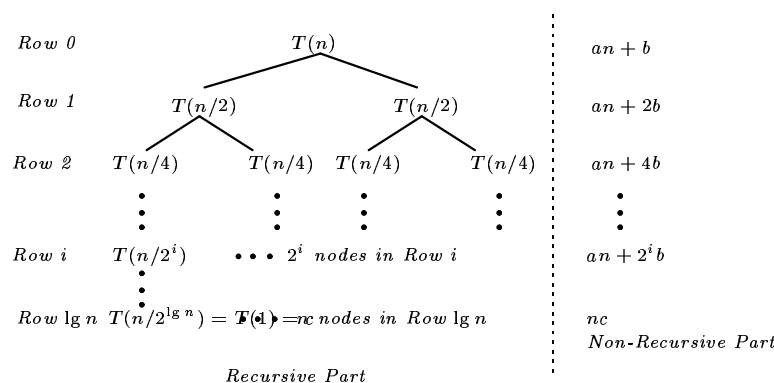 Row 0 T(n) an + b
Row 1 T(n/2) T(n/2) an + 2b
Row 2 T(n/4) T(n/4) T(n/4) T(n/4) an + 4b
Row i T(n/2^i) ••• 2^i nodes in Row i an + 2^i b
Row lg n T(n/2^{lg n}) = T(1) = c ••• n nodes in Row lg n nc
Non-Recursive Part
Recursive Part